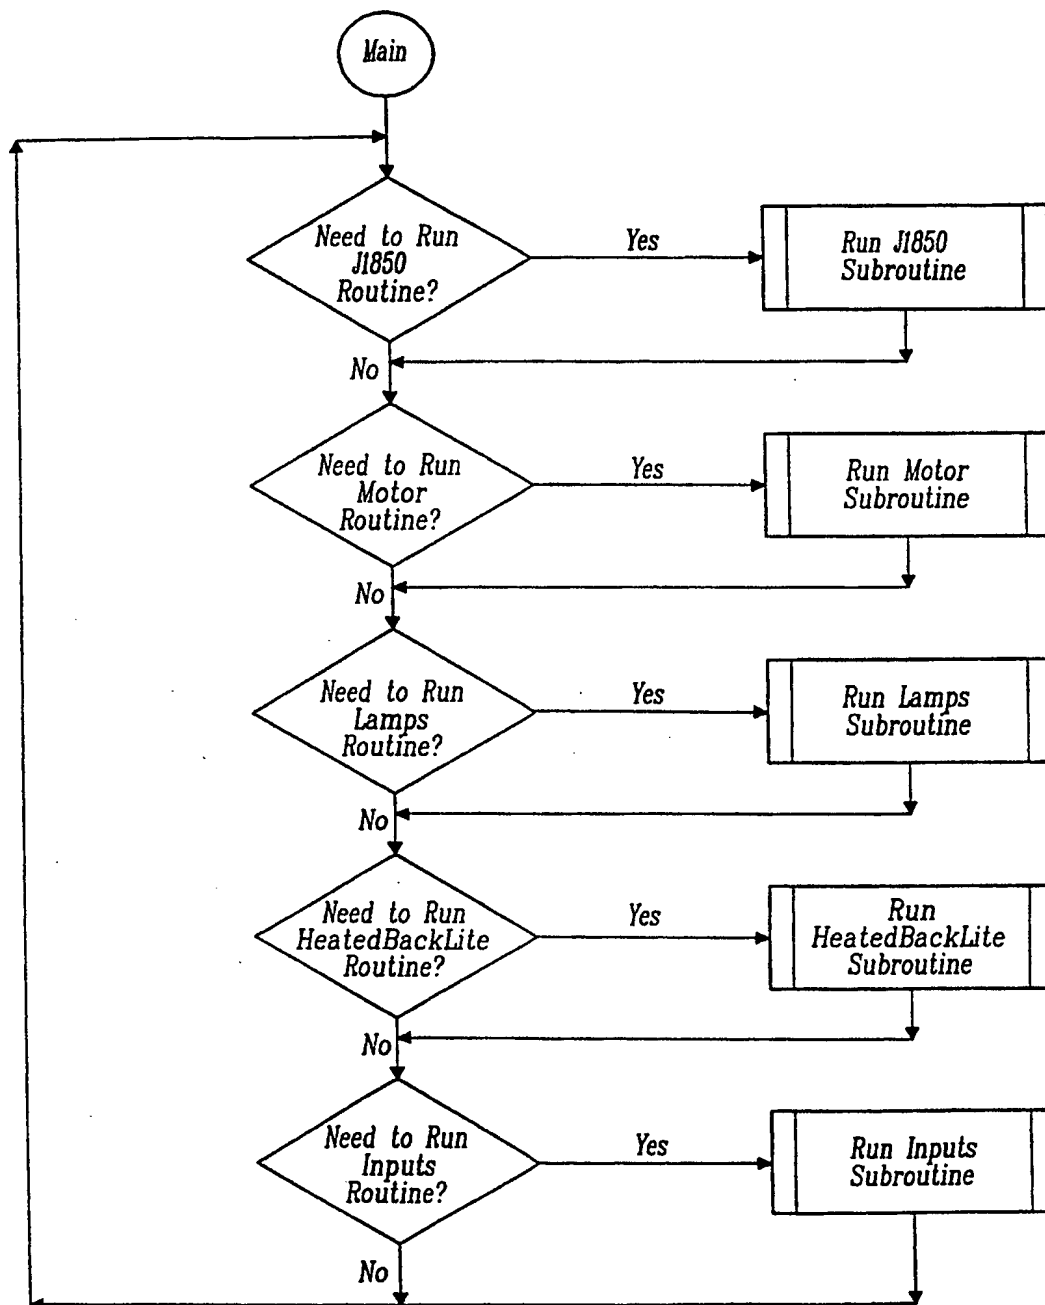 Main
Need to Run
J1850
Routine?
Yes
Run J1850
Subroutine
No
Need to Run
Motor
Routine?
Yes
Run Motor
Subroutine
No
Need to Run
Lamps
Routine?
Yes
Run Lamps
Subroutine
No
Need to Run
HeatedBackLite
Routine?
Yes
Run
HeatedBackLite
Subroutine
No
Need to Run
Inputs
Routine?
Yes
Run Inputs
Subroutine
No